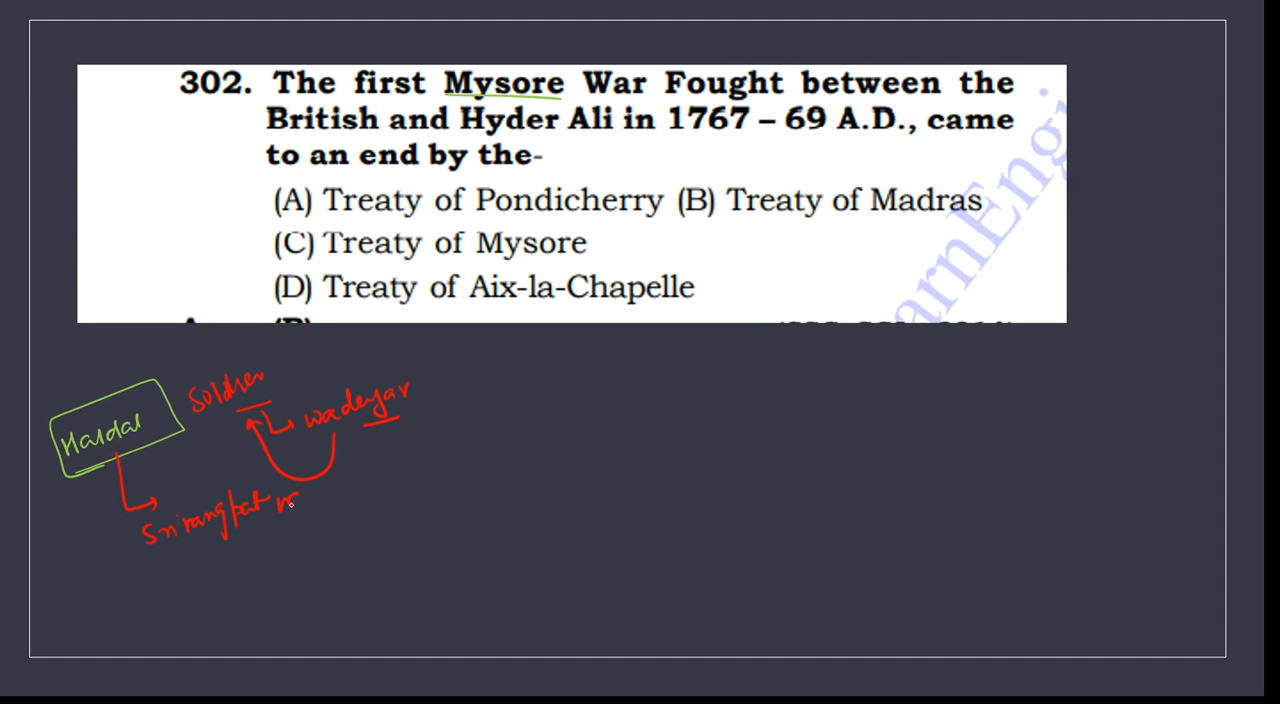 302. The first Mysore War Fought between the
British and Hyder Ali in 1767 – 69 A.D., came
to an end by the-
(A) Treaty of Pondicherry (B) Treaty of Madras
(C) Treaty of Mysore
(D) Treaty of Aix-la-Chapelle
arnEngi
Soldier
wadeyar
Haidar
Srirangpatn